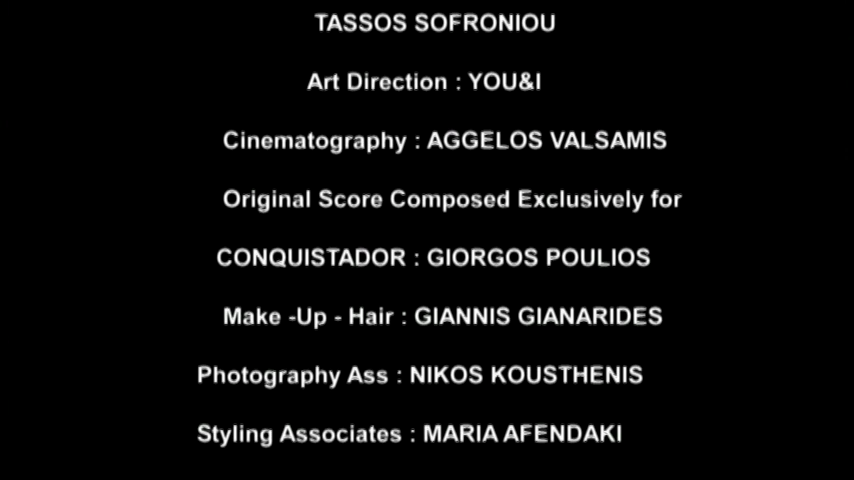 TASSOS SOFRONIOU
Art Direction : YOU&I
Cinematography : AGGELOS VALSAMIS
Original Score Composed Exclusively for
CONQUISTADOR : GIORGOS POULIOS
Make -Up - Hair : GIANNIS GIANARIDES
Photography Ass : NIKOS KOUSTHENIS
Styling Associates : MARIA AFENDAKI